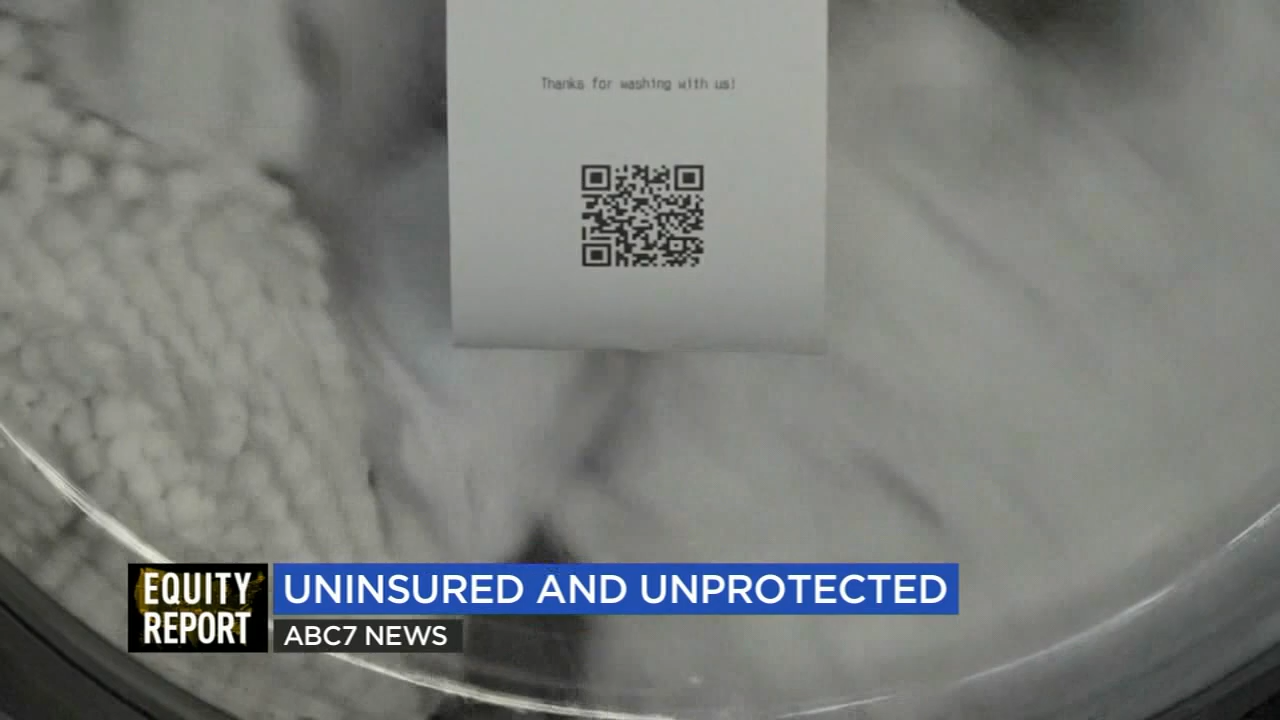 Thanks for washing with us!
EQUITY
REPORT
UNINSURED AND UNPROTECTED
ABC7 NEWS